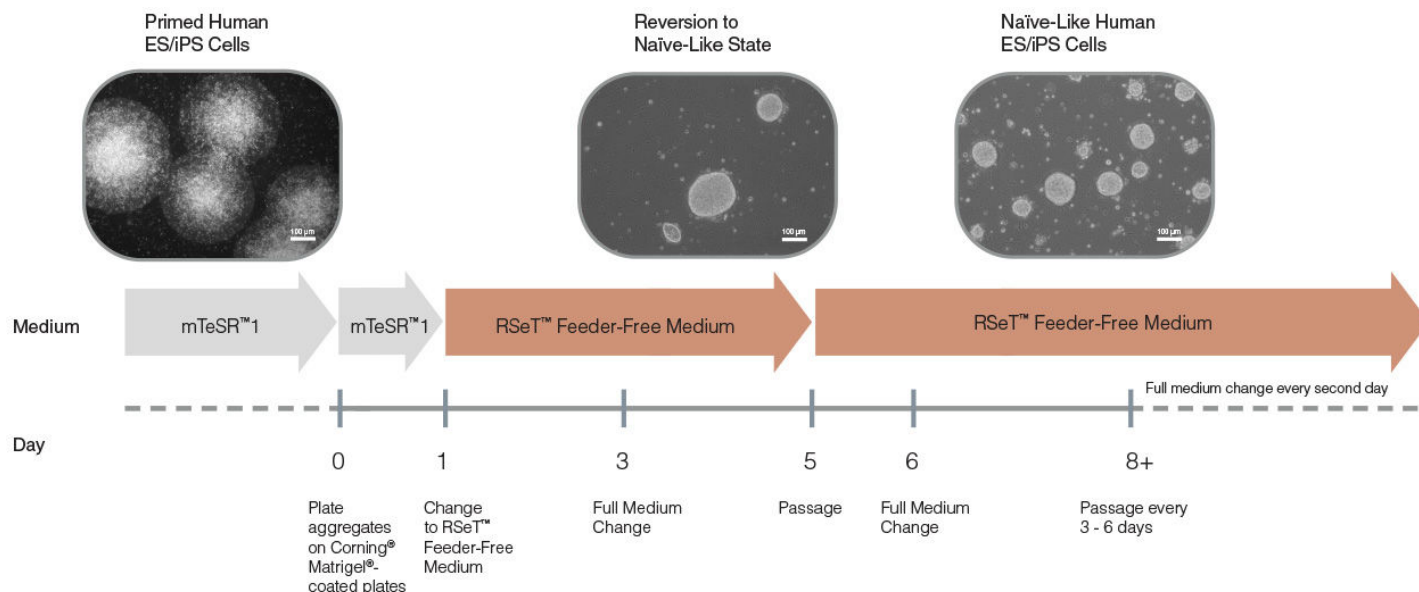 Primed Human
ES/iPS Cells
Reversion to
Naïve-Like State
Naïve-Like Human
ES/iPS Cells
100 µm
100 µm
100 µm
Medium
mTeSR™1
mTeSR™1
RSeT™ Feeder-Free Medium
RSeT™ Feeder-Free Medium
Full medium change every second day
Day
0
1
3
5
6
8+
Plate
aggregates
on Corning®
Matrigel®-
coated plates
Change
to RSeT™
Feeder-Free
Medium
Full Medium
Change
Passage
Full Medium
Change
Passage every
3 - 6 days